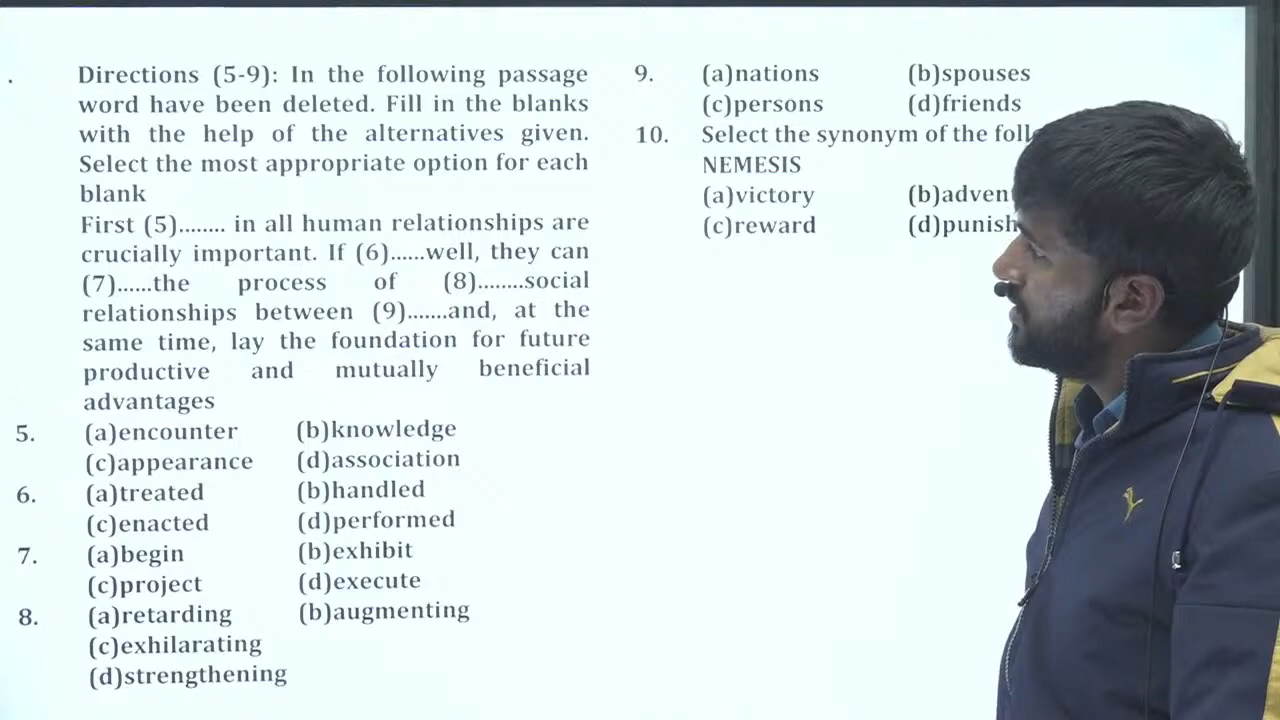 .
Directions (5-9): In the following passage
word have been deleted. Fill in the blanks
with the help of the alternatives given.
Select the most appropriate option for each
blank
First (5)........ in all human relationships are
crucially important. If (6)......well, they can
(7)......the process of (8)........social
relationships between (9).......and, at the
same time, lay the foundation for future
productive and mutually beneficial
advantages
5. (a)encounter (b)knowledge
(c)appearance (d)association
6. (a)treated (b)handled
(c)enacted (d)performed
7. (a)begin (b)exhibit
(c)project (d)execute
8. (a)retarding (b)augmenting
(c)exhilarating
(d)strengthening
9. (a)nations (b)spouses
(c)persons (d)friends
10. Select the synonym of the
NEMESIS
(a)victory
(c)reward